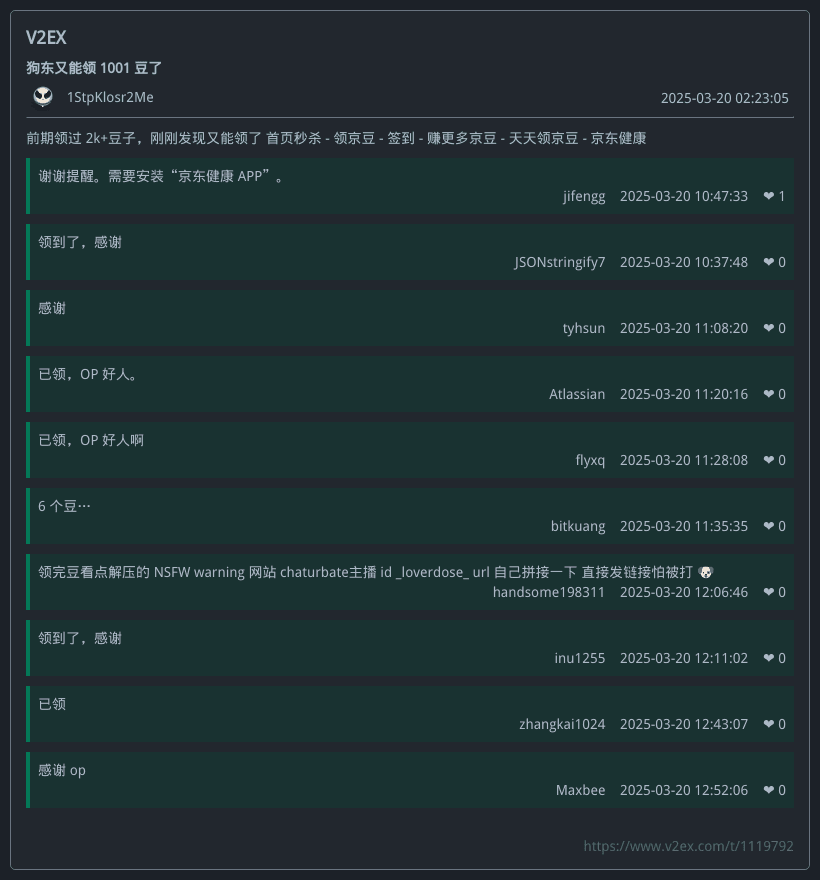 V2EX
狗东又能领 1001 豆了
1StpKlosr2Me 2025-03-20 02:23:05
前期领过 2k+豆子，刚刚发现又能领了 首页秒杀 - 领京豆 - 签到 - 赚更多京豆 - 天天领京豆 - 京东健康
谢谢提醒。需要安装“京东健康 APP”。
jifengg 2025-03-20 10:47:33 ❤ 1
领到了，感谢
JSONstringify7 2025-03-20 10:37:48 ❤ 0
感谢
tyhsun 2025-03-20 11:08:20 ❤ 0
已领，OP 好人。
Atlassian 2025-03-20 11:20:16 ❤ 0
已领，OP 好人啊
flyxq 2025-03-20 11:28:08 ❤ 0
6 个豆…
bitkuang 2025-03-20 11:35:35 ❤ 0
领完豆看点解压的 NSFW warning 网站 chaturbate主播 id _loverdose_ url 自己拼接一下 直接发链接怕被打 🐶
handsome198311 2025-03-20 12:06:46 ❤ 0
领到了，感谢
inu1255 2025-03-20 12:11:02 ❤ 0
已领
zhangkai1024 2025-03-20 12:43:07 ❤ 0
感谢 op
Maxbee 2025-03-20 12:52:06 ❤ 0
https://www.v2ex.com/t/1119792